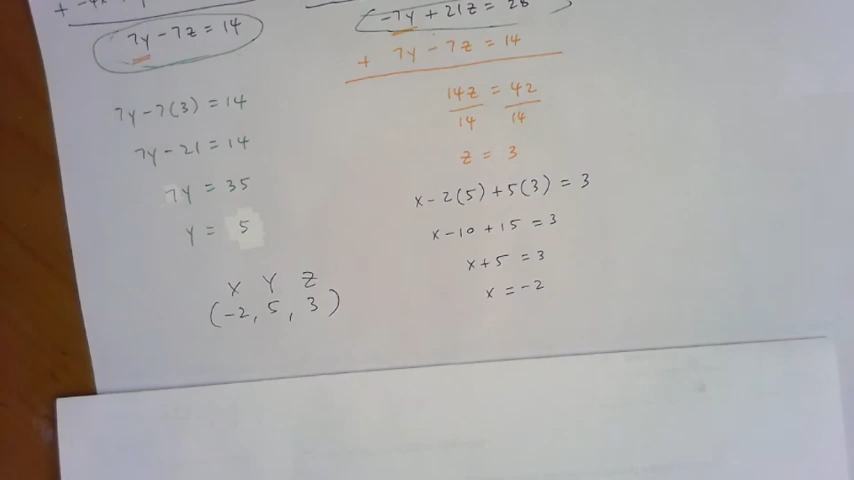 7y - 7z = 14
7y - 7(3) = 14
7y - 21 = 14
7y = 35
y = 5
x y z
(-2, 5, 3)
-7y + 21z = 28
+ 7y - 7z = 14
14z = 42
14 14
z = 3
x - 2(5) + 5(3) = 3
x - 10 + 15 = 3
x + 5 = 3
x = -2